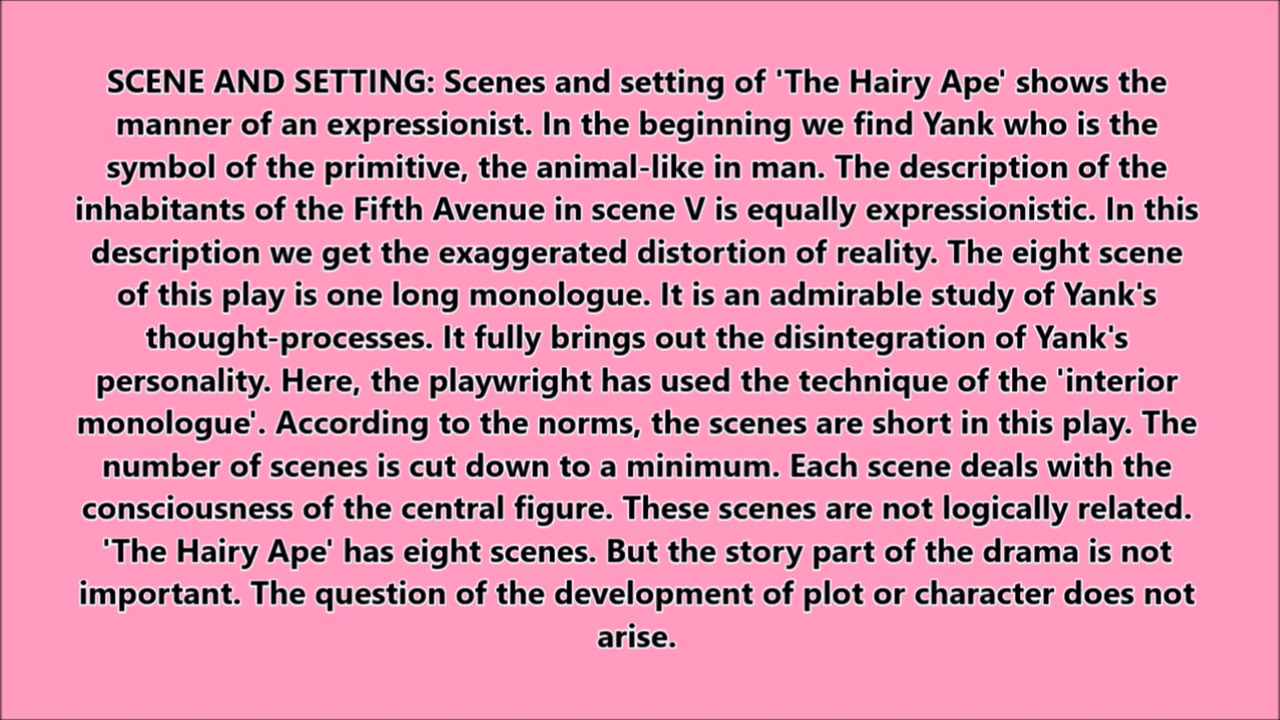 SCENE AND SETTING: Scenes and setting of 'The Hairy Ape' shows the
manner of an expressionist. In the beginning we find Yank who is the
symbol of the primitive, the animal-like in man. The description of the
inhabitants of the Fifth Avenue in scene V is equally expressionistic. In this
description we get the exaggerated distortion of reality. The eight scene
of this play is one long monologue. It is an admirable study of Yank's
thought-processes. It fully brings out the disintegration of Yank's
personality. Here, the playwright has used the technique of the 'interior
monologue'. According to the norms, the scenes are short in this play. The
number of scenes is cut down to a minimum. Each scene deals with the
consciousness of the central figure. These scenes are not logically related.
'The Hairy Ape' has eight scenes. But the story part of the drama is not
important. The question of the development of plot or character does not
arise.